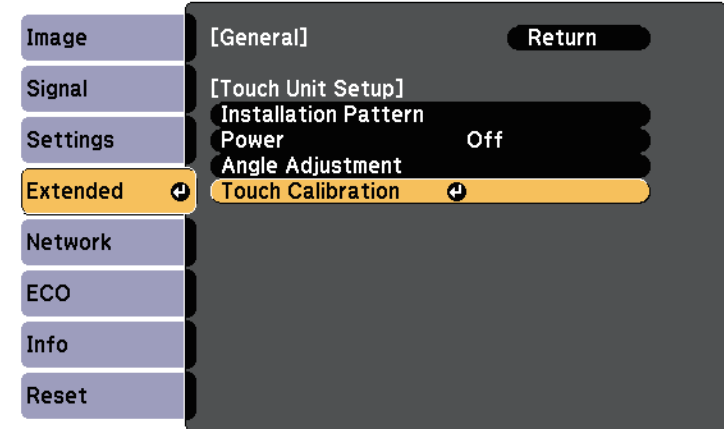 Image
Signal
Settings
Extended
Network
ECO
Info
Reset
[General] Return
[Touch Unit Setup]
Installation Pattern
Power Off
Angle Adjustment
Touch Calibration